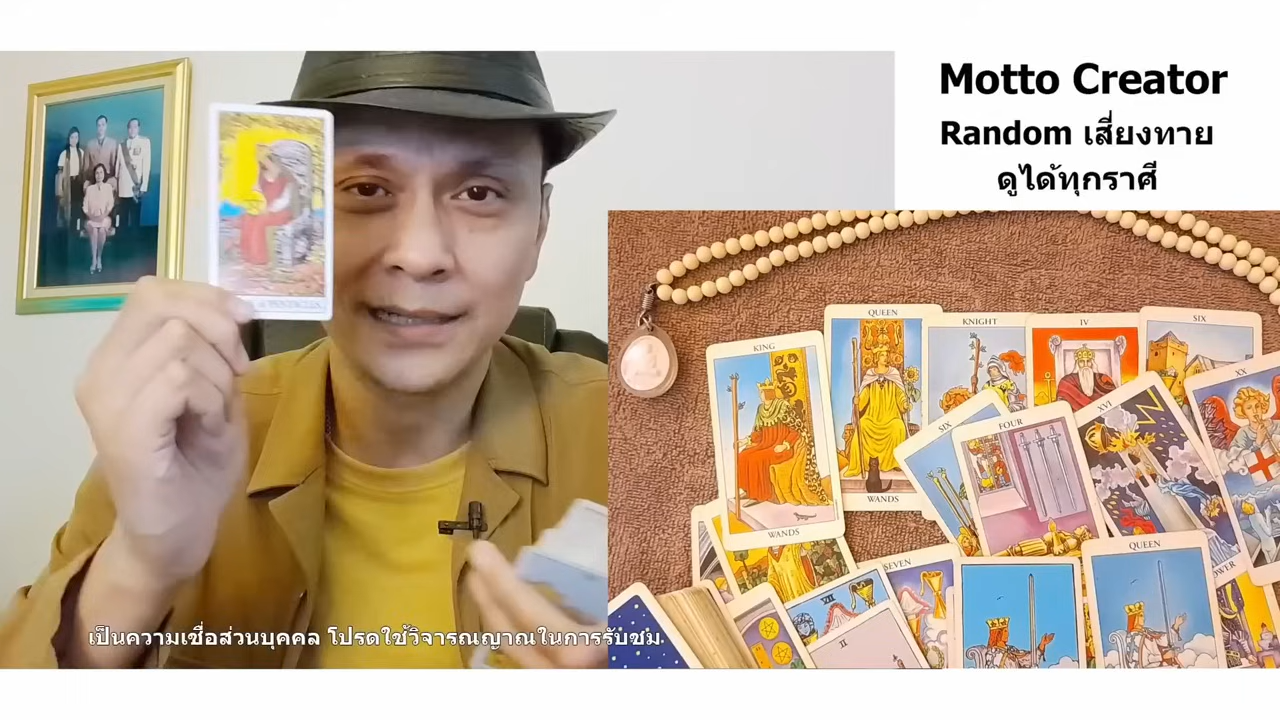 Motto Creator
Random เสี่ยงทาย
ดูได้ทุกราศี
PENTACLES
KING
QUEEN
KNIGHT
IV
SIX
XX
SIX
FOUR
XVI
WANDS
WANDS
SEVEN
QUEEN
VII
II
เป็นความเชื่อส่วนบุคคล โปรดใช้วิจารณญาณในการรับชม